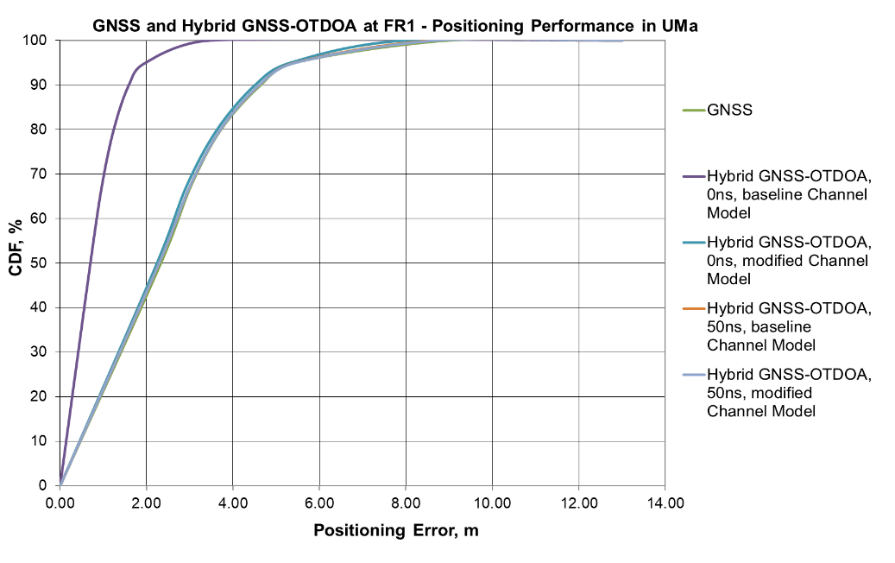 GNSS and Hybrid GNSS-OTDOA at FR1 - Positioning Performance in UMa
100
90
80
70
60
50
40
30
20
10
0
CDF, %
0.00 2.00 4.00 6.00 8.00 10.00 12.00 14.00
Positioning Error, m
GNSS
Hybrid GNSS-OTDOA,
0ns, baseline Channel
Model
Hybrid GNSS-OTDOA,
0ns, modified Channel
Model
Hybrid GNSS-OTDOA,
50ns, baseline
Channel Model
Hybrid GNSS-OTDOA,
50ns, modified
Channel Model